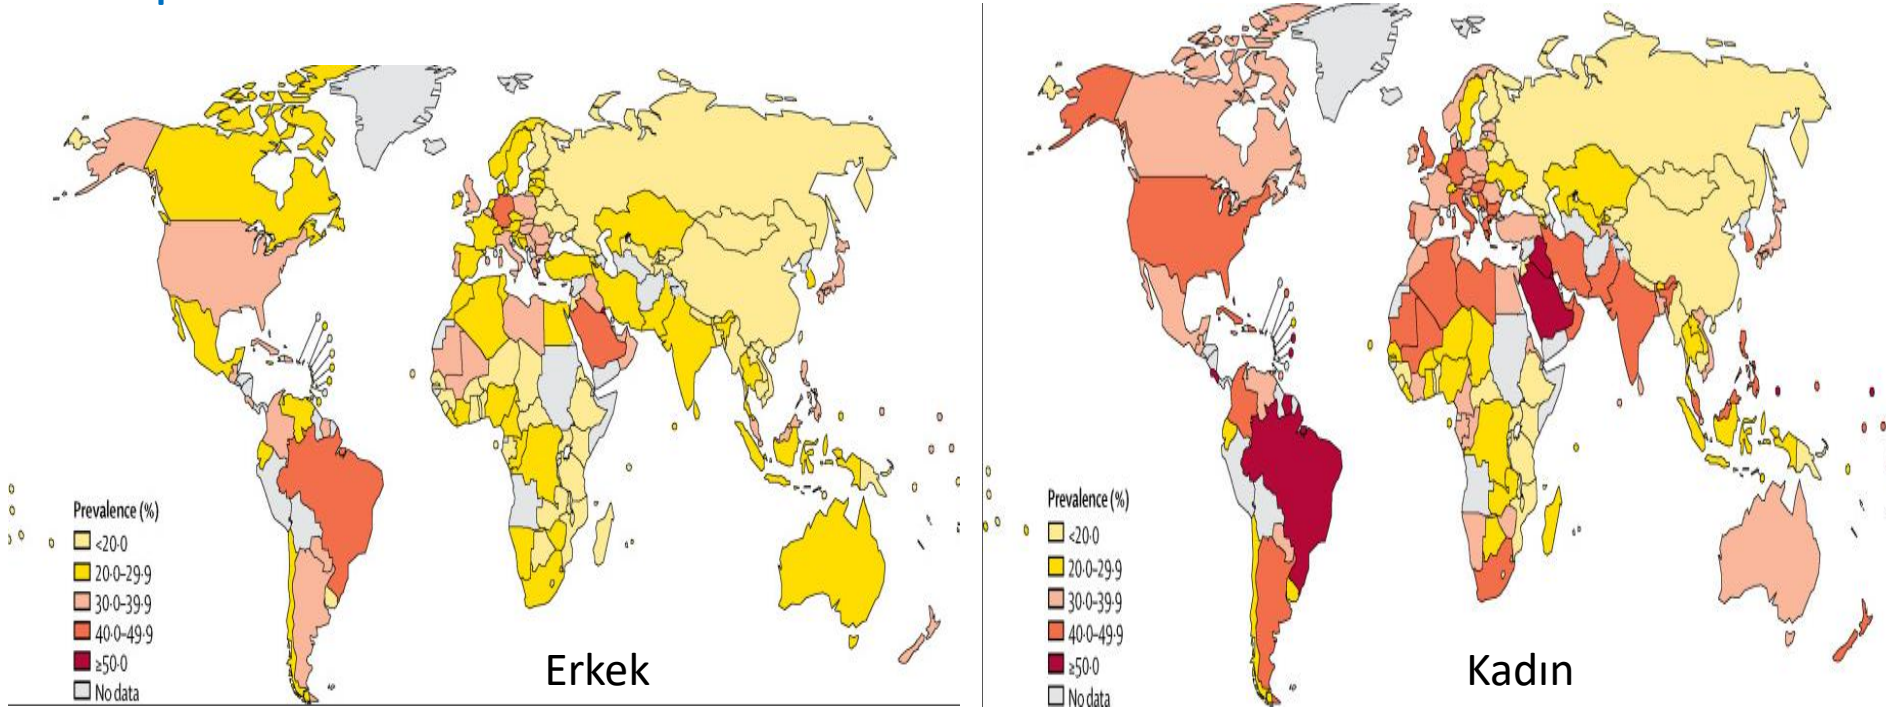 Prevalence (%)
<20·0
20·0–29·9
30·0–39·9
40·0–49·9
≥50·0
No data
Erkek
Prevalence (%)
<20·0
20·0–29·9
30·0–39·9
40·0–49·9
≥50·0
No data
Kadın